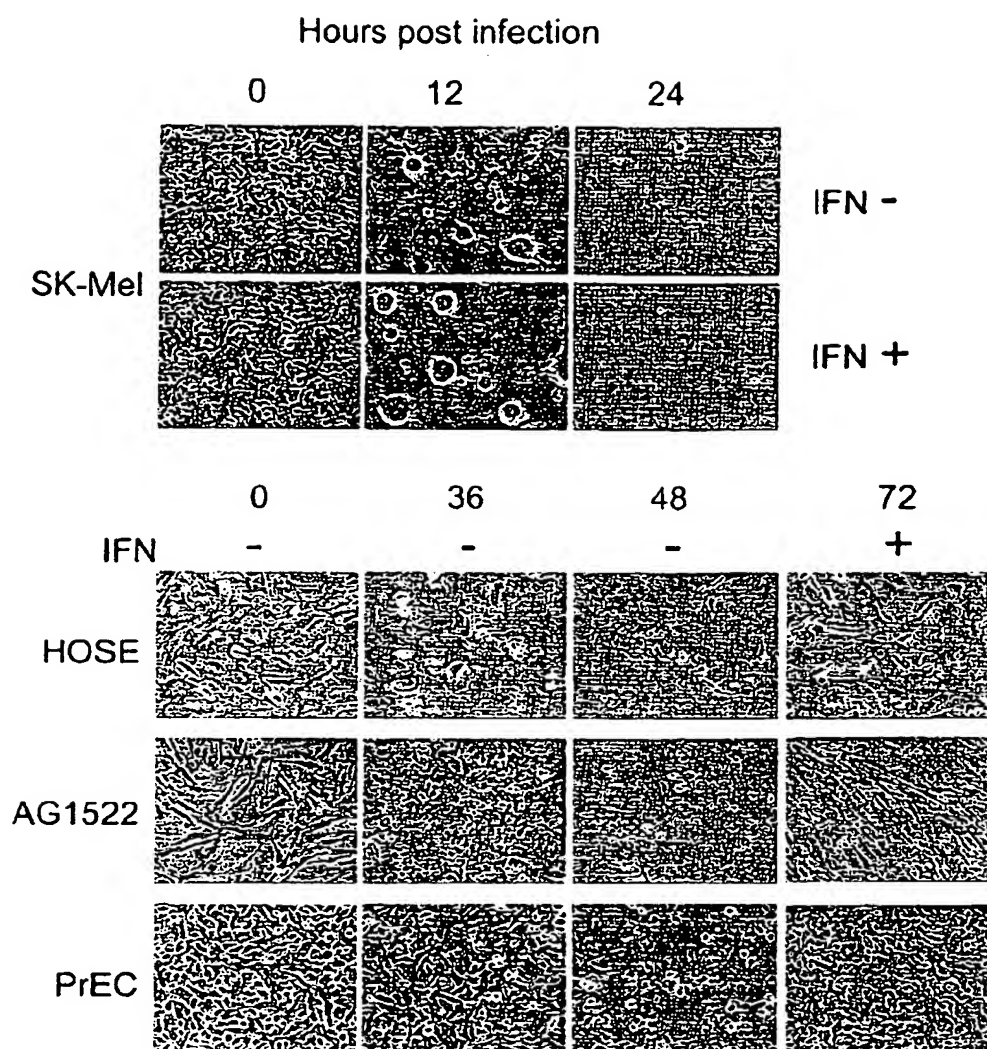 Hours post infection
0 12 24
IFN -
SK-Mel
IFN +
0 36 48 72
IFN - - - +
HOSE
AG1522
PrEC